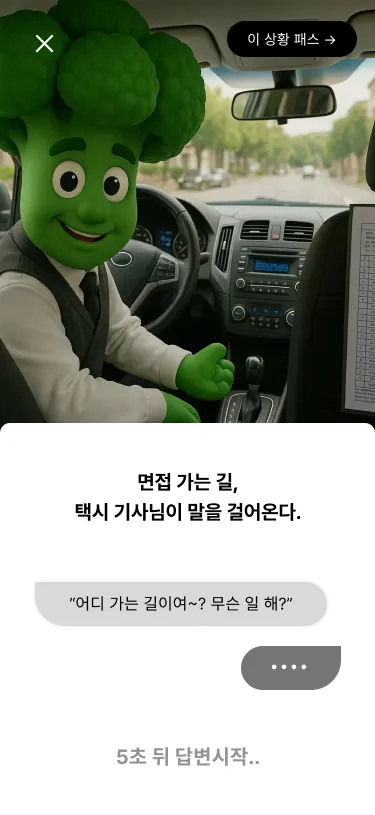 이 상황 패스 →
면접 가는 길,
택시 기사님이 말을 걸어온다.
“어디 가는 길이여~? 무슨 일 해?”
5초 뒤 답변시작..